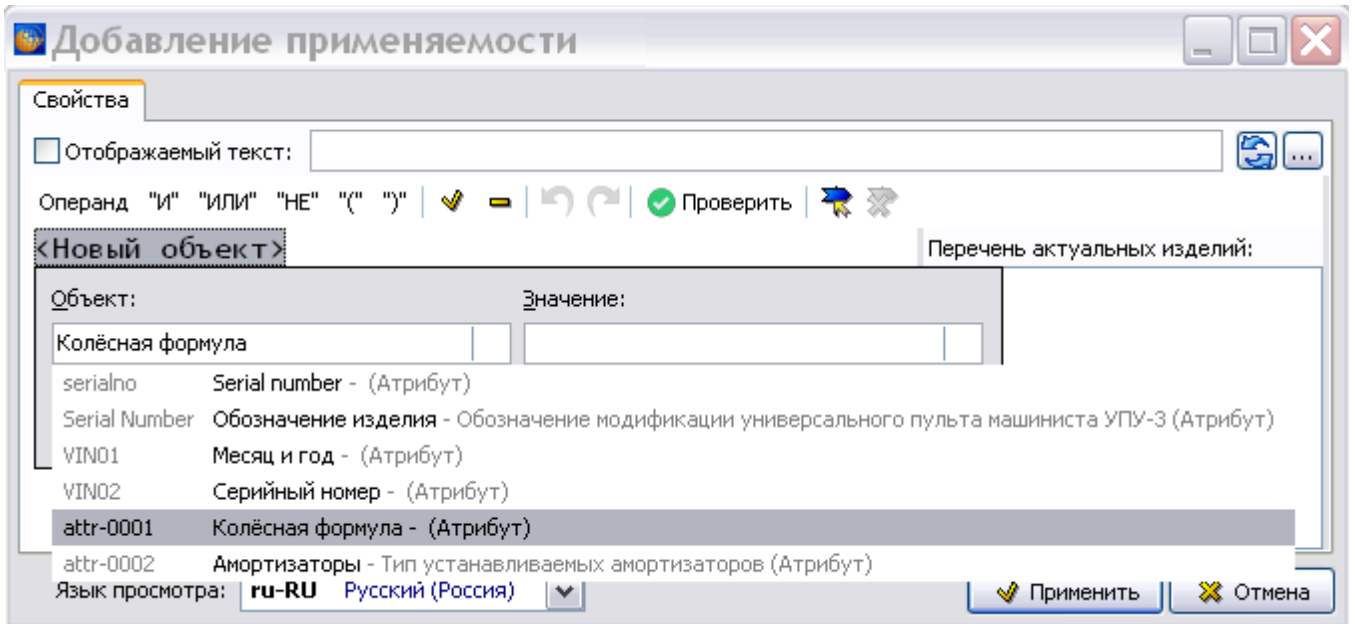 Добавление применяемости
Свойства
Отображаемый текст:
...
Операнд "И" "ИЛИ" "НЕ" "(" ")" Проверить
<Новый объект>
Перечень актуальных изделий:
Объект: Значение:
Колёсная формула
serialno Serial number - (Атрибут)
Serial Number Обозначение изделия - Обозначение модификации универсального пульта машиниста УПУ-3 (Атрибут)
VIN01 Месяц и год - (Атрибут)
VIN02 Серийный номер - (Атрибут)
attr-0001 Колёсная формула - (Атрибут)
attr-0002 Амортизаторы - Тип устанавливаемых амортизаторов (Атрибут)
Язык просмотра: ru-RU Русский (Россия) Применить Отмена